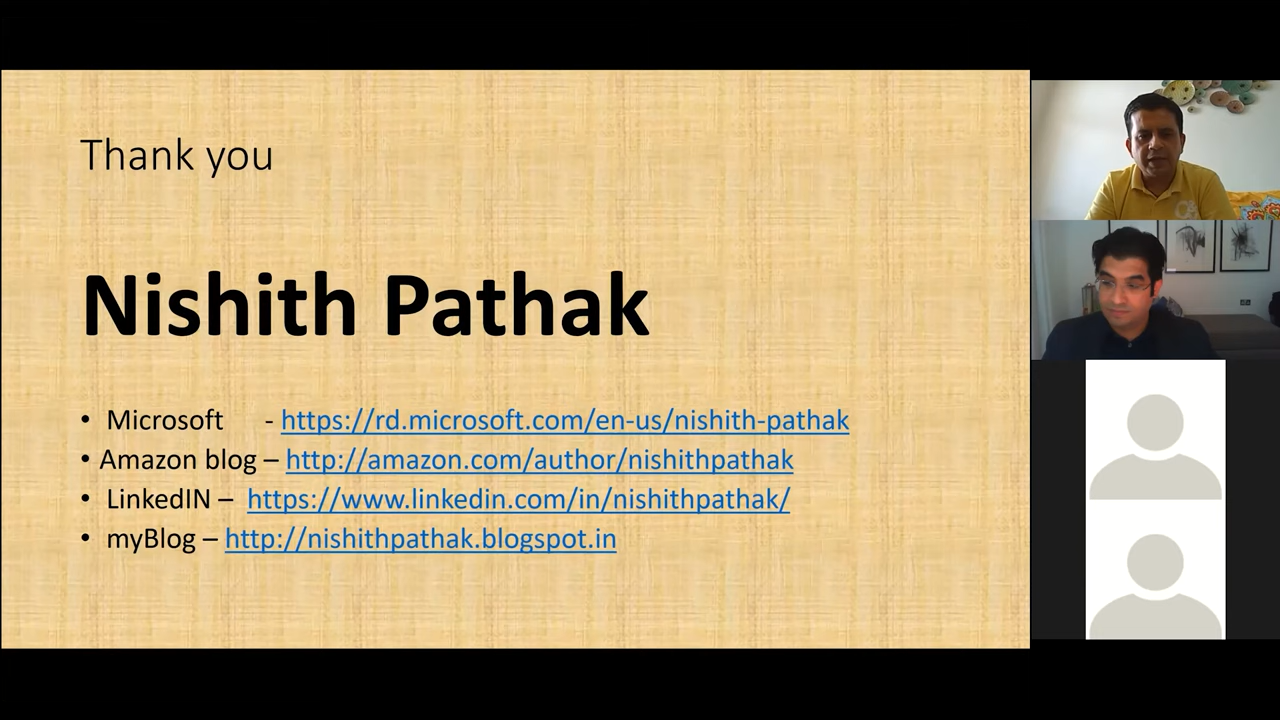 Thank you
Nishith Pathak
• Microsoft - https://rd.microsoft.com/en-us/nishith-pathak
• Amazon blog – http://amazon.com/author/nishithpathak
• LinkedIN – https://www.linkedin.com/in/nishithpathak/
• myBlog – http://nishithpathak.blogspot.in